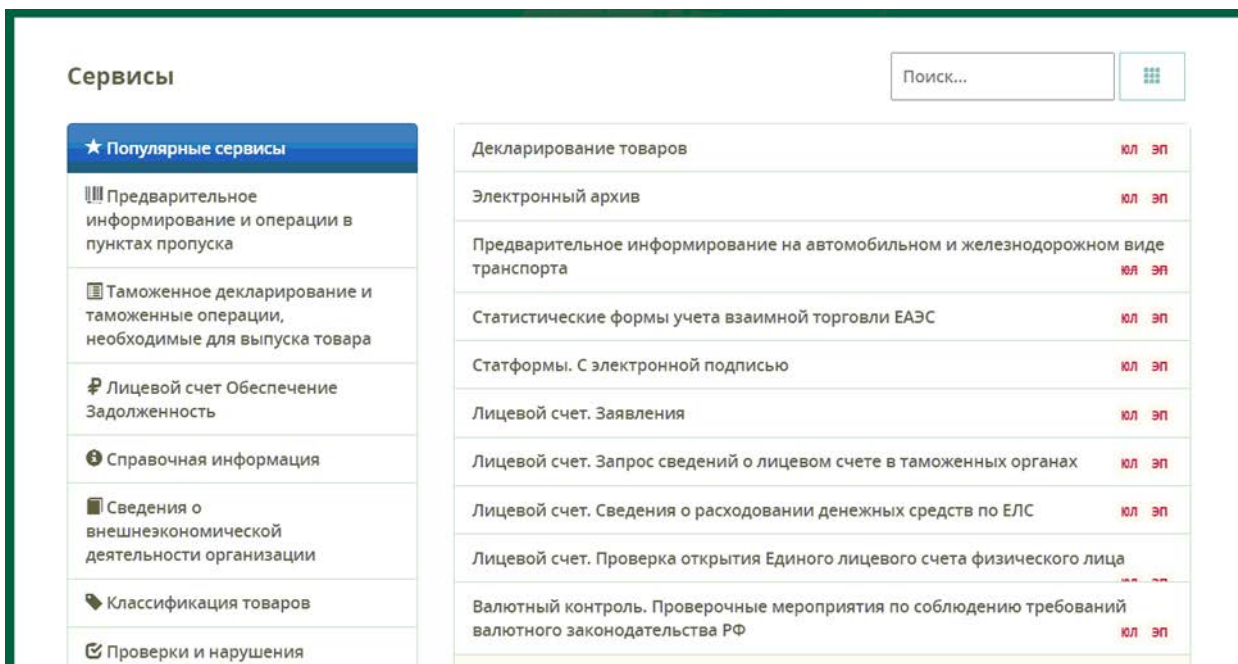 Сервисы
Поиск...
Популярные сервисы
Предварительное
информирование и операции в
пунктах пропуска
Таможенное декларирование и
таможенные операции,
необходимые для выпуска товара
Лицевой счет Обеспечение
Задолженность
Справочная информация
Сведения о
внешнеэкономической
деятельности организации
Классификация товаров
Проверки и нарушения
Декларирование товаров юл эп
Электронный архив юл эп
Предварительное информирование на автомобильном и железнодорожном виде
транспорта юл эп
Статистические формы учета взаимной торговли ЕАЭС юл эп
Статформы. С электронной подписью юл эп
Лицевой счет. Заявления юл эп
Лицевой счет. Запрос сведений о лицевом счете в таможенных органах юл эп
Лицевой счет. Сведения о расходовании денежных средств по ЕЛС юл эп
Лицевой счет. Проверка открытия Единого лицевого счета физического лица
Валютный контроль. Проверочные мероприятия по соблюдению требований
валютного законодательства РФ юл эп